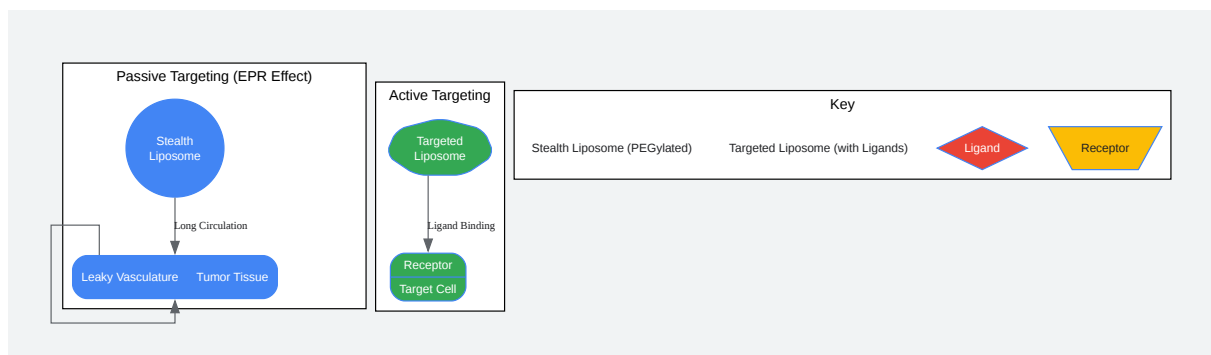 Passive Targeting (EPR Effect)
Stealth
Liposome
Long Circulation
Leaky Vasculature
Tumor Tissue
Active Targeting
Targeted
Liposome
Ligand Binding
Receptor
Target Cell
Key
Stealth Liposome (PEGylated)
Targeted Liposome (with Ligands)
Ligand
Receptor